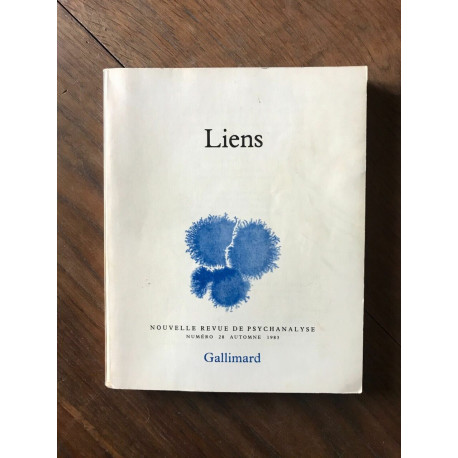 Liens
NOUVELLE REVUE DE PSYCHANALYSE
NUMÉRO 28 AUTOMNE 1983
Gallimard